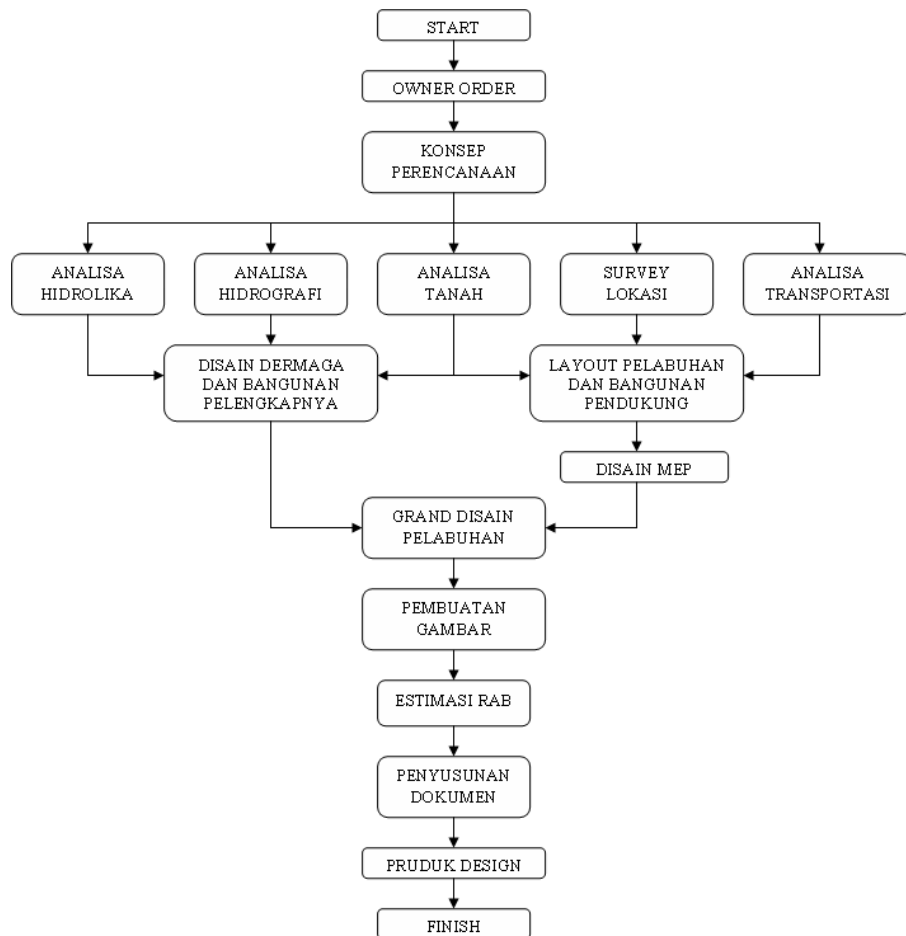 START
OWNER ORDER
KONSEP
PERENCANAAN
ANALISA
HIDROLIKA
ANALISA
HIDROGRAFI
ANALISA
TANAH
SURVEY
LOKASI
ANALISA
TRANSPORTASI
DISAIN DERMAGA
DAN BANGUNAN
PELENGKAPNYA
LAYOUT PELABUHAN
DAN BANGUNAN
PENDUKUNG
DISAIN MEP
GRAND DISAIN
PELABUHAN
PEMBUATAN
GAMBAR
ESTIMASI RAB
PENYUSUNAN
DOKUMEN
PRUDUK DESIGN
FINISH